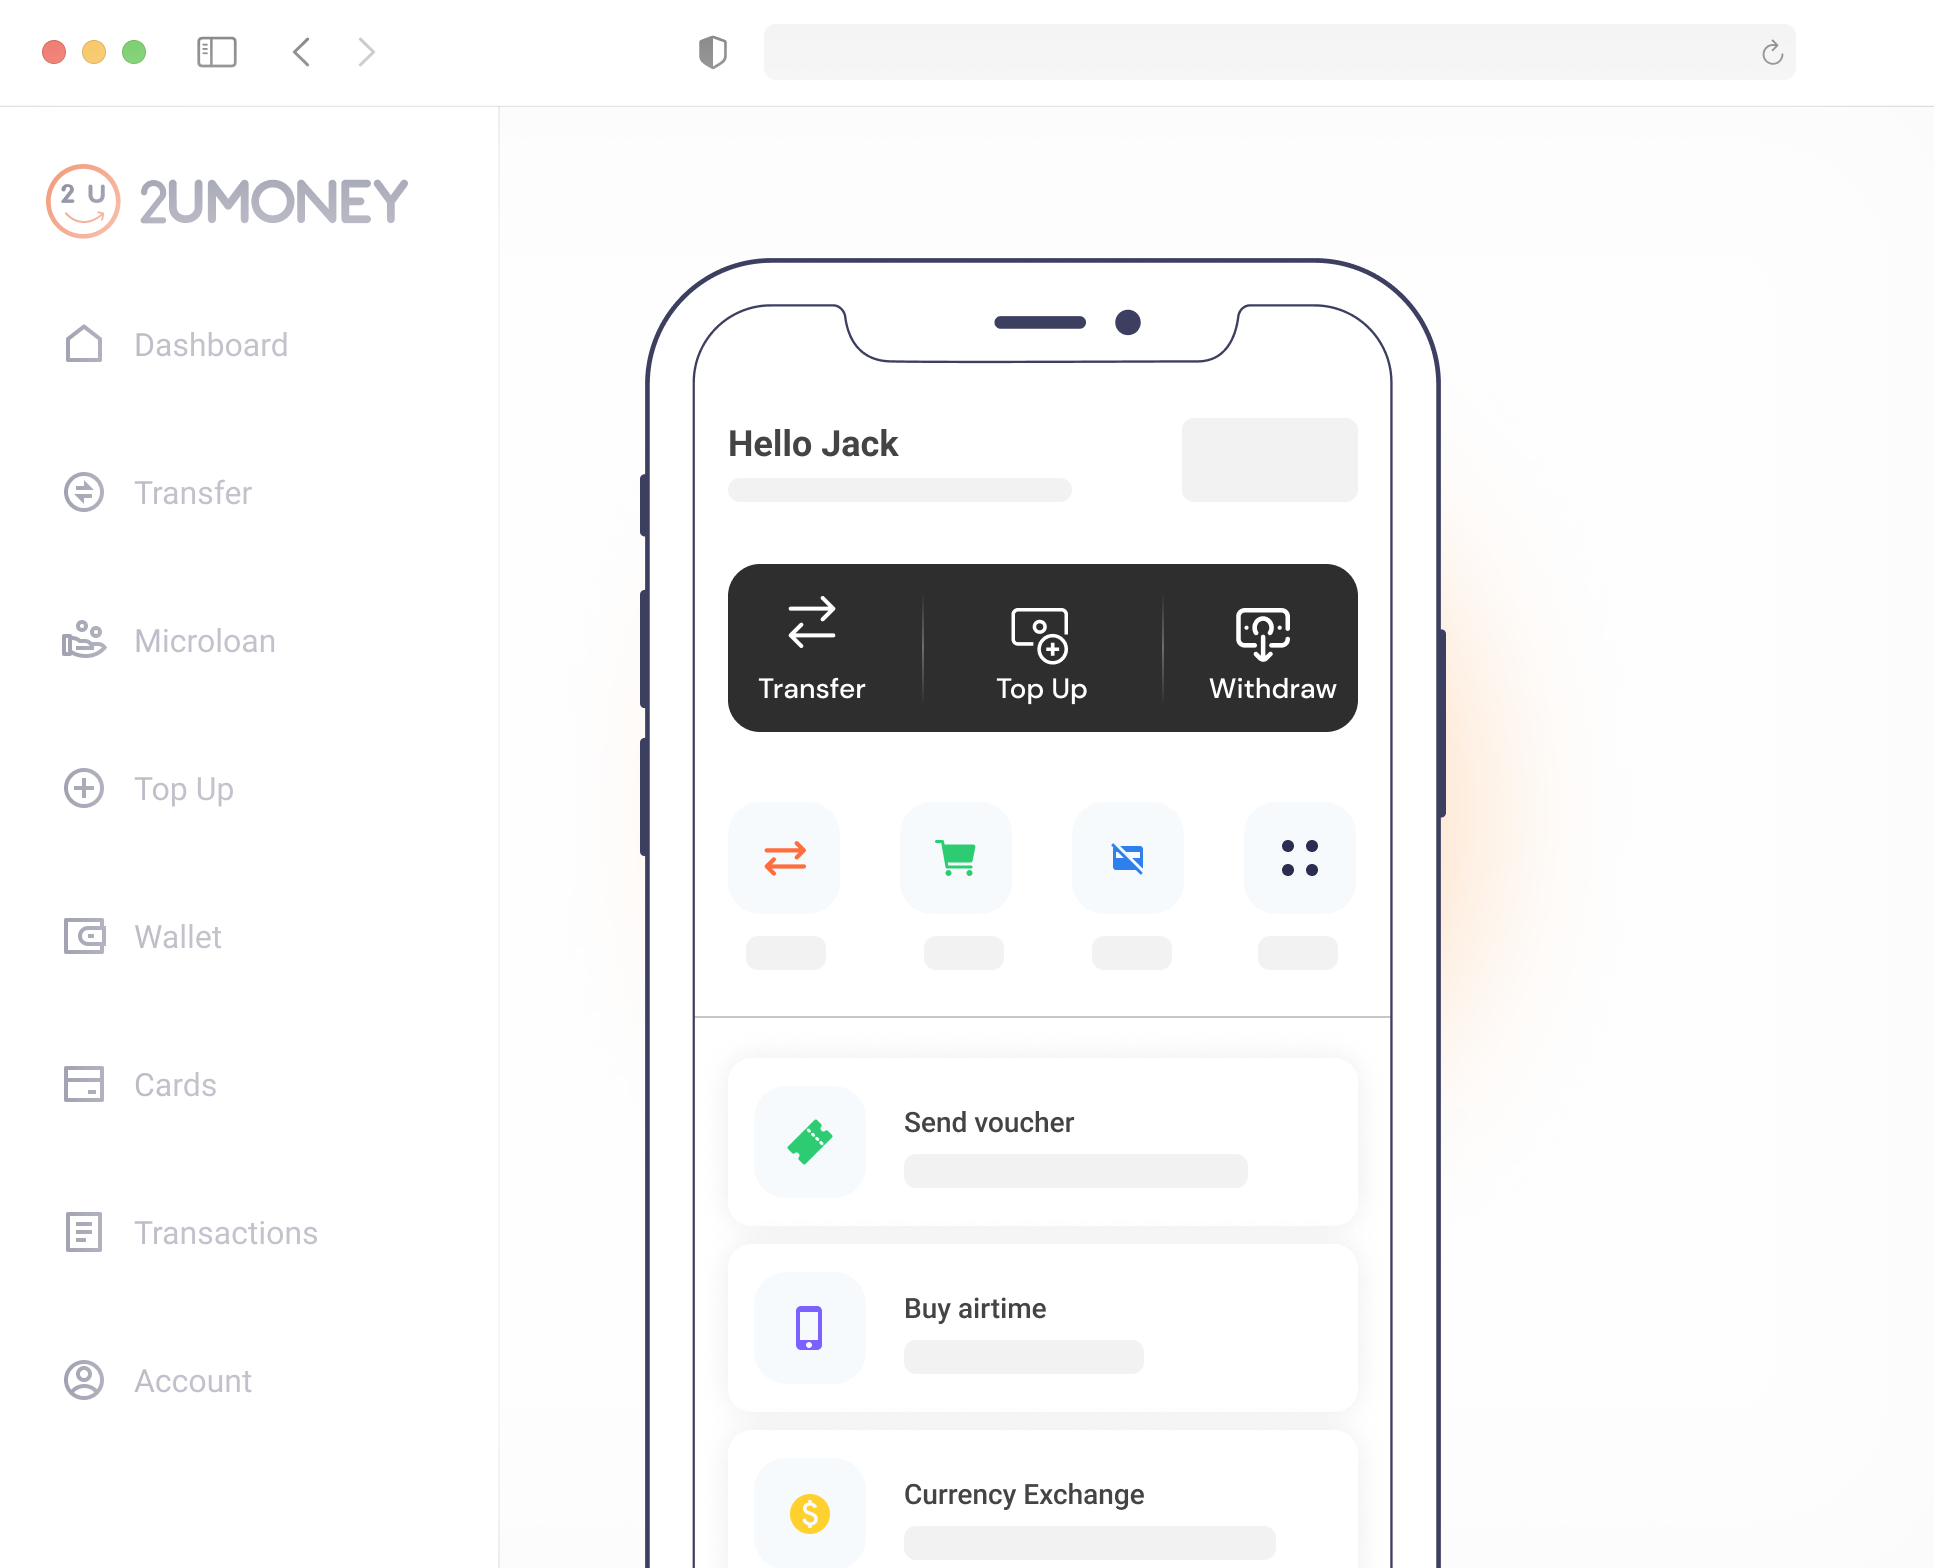 2 U
2UMONEY
Dashboard
Transfer
Microloan
Top Up
Wallet
Cards
Transactions
Account
Hello Jack
Transfer
Top Up
Withdraw
Send voucher
Buy airtime
Currency Exchange
$